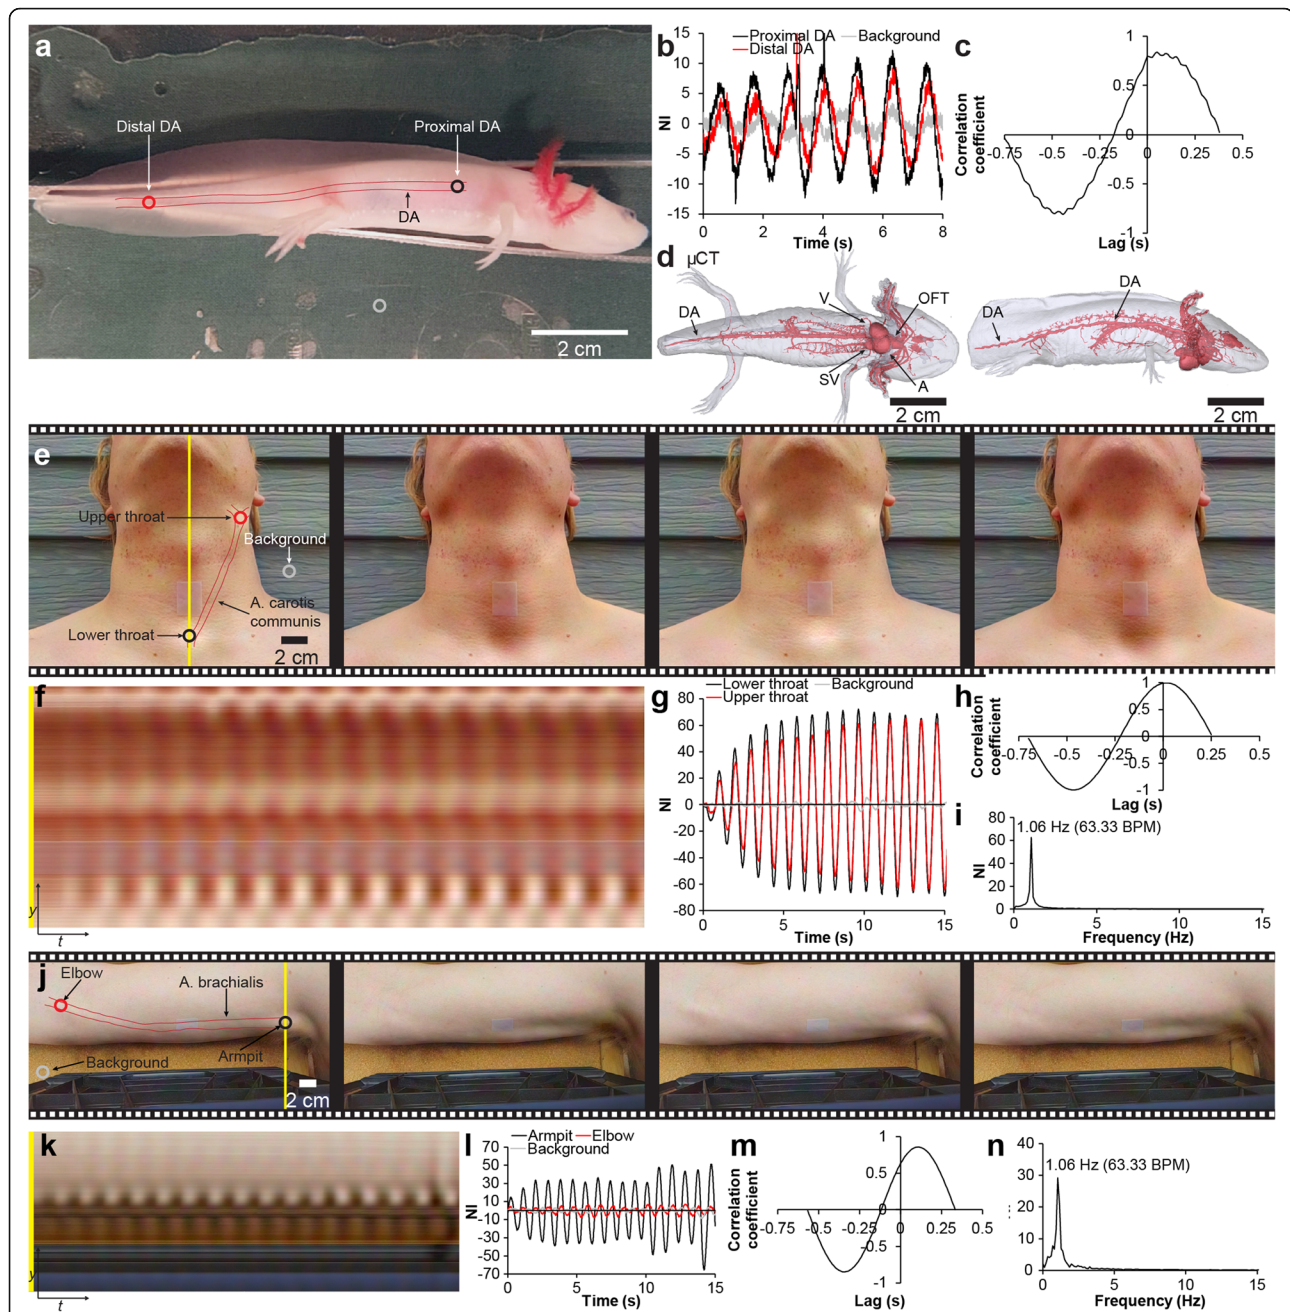 a
Distal DA
Proximal DA
DA
2 cm
b
Proximal DA
Background
Distal DA
NI
15
10
5
0
-5
-10
-15
0
2
4
6
8
Time (s)
c
Correlation
coefficient
1
0.5
0
-0.5
-1
-0.75
-0.5
-0.25
0
0.25
0.5
Lag (s)
d
µCT
DA
V
OFT
SV
A
2 cm
DA
DA
2 cm
e
Upper throat
Background
A. carotis
communis
Lower throat
2 cm
f
y
t
g
Lower throat
Background
Upper throat
NI
80
60
40
20
0
-20
-40
-60
-80
0
5
10
15
Time (s)
h
Correlation
coefficient
1
0.5
0
-0.5
-1
-0.75
-0.5
-0.25
0
0.25
0.5
Lag (s)
i
1.06 Hz (63.33 BPM)
NI
80
60
40
20
0
0
5
10
15
Frequency (Hz)
j
Elbow
A. brachialis
Background
Armpit
2 cm
k
y
t
l
Armpit
Elbow
Background
NI
70
50
30
10
-10
-30
-50
-70
0
5
10
15
Time (s)
m
Correlation
coefficient
1
0.5
0
-0.5
-1
-0.75
-0.5
-0.25
0
0.25
0.5
Lag (s)
n
1.06 Hz (63.33 BPM)
40
30
20
10
0
0
5
10
15
Frequency (Hz)